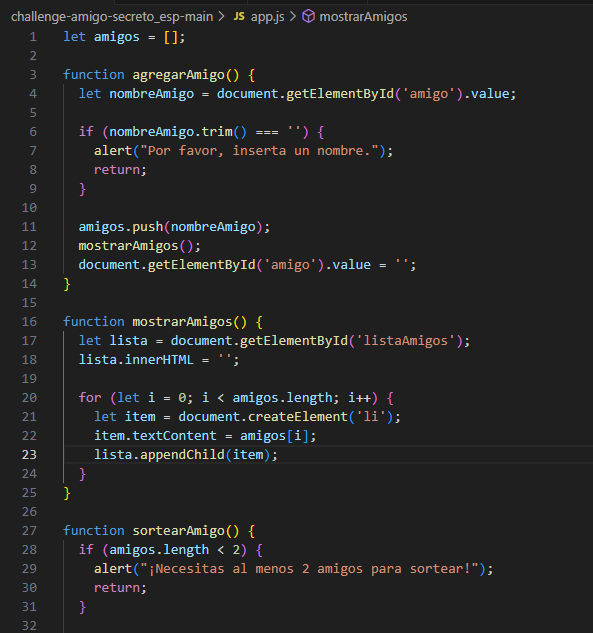 challenge-amigo-secreto_esp-main > JS app.js > mostrarAmigos
1 let amigos = [];
2
3 function agregarAmigo() {
4   let nombreAmigo = document.getElementById('amigo').value;
5
6   if (nombreAmigo.trim() === '') {
7     alert("Por favor, inserta un nombre.");
8     return;
9   }
10
11   amigos.push(nombreAmigo);
12   mostrarAmigos();
13   document.getElementById('amigo').value = '';
14 }
15
16 function mostrarAmigos() {
17   let lista = document.getElementById('listaAmigos');
18   lista.innerHTML = '';
19
20   for (let i = 0; i < amigos.length; i++) {
21     let item = document.createElement('li');
22     item.textContent = amigos[i];
23     lista.appendChild(item);
24   }
25 }
26
27 function sortearAmigo() {
28   if (amigos.length < 2) {
29     alert("¡Necesitas al menos 2 amigos para sortear!");
30     return;
31   }
32